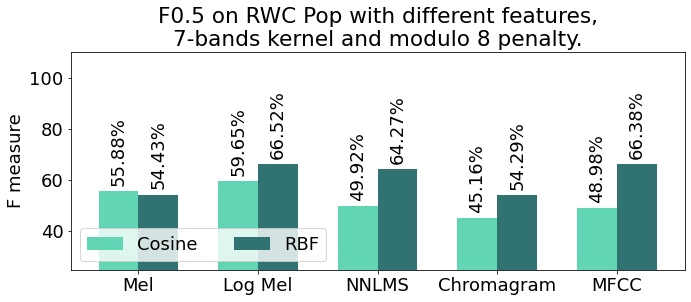 F0.5 on RWC Pop with different features,
7-bands kernel and modulo 8 penalty.
F measure
100
80
60
40
55.88%
54.43%
59.65%
66.52%
49.92%
64.27%
45.16%
54.29%
48.98%
66.38%
Cosine
RBF
Mel
Log Mel
NNLMS
Chromagram
MFCC